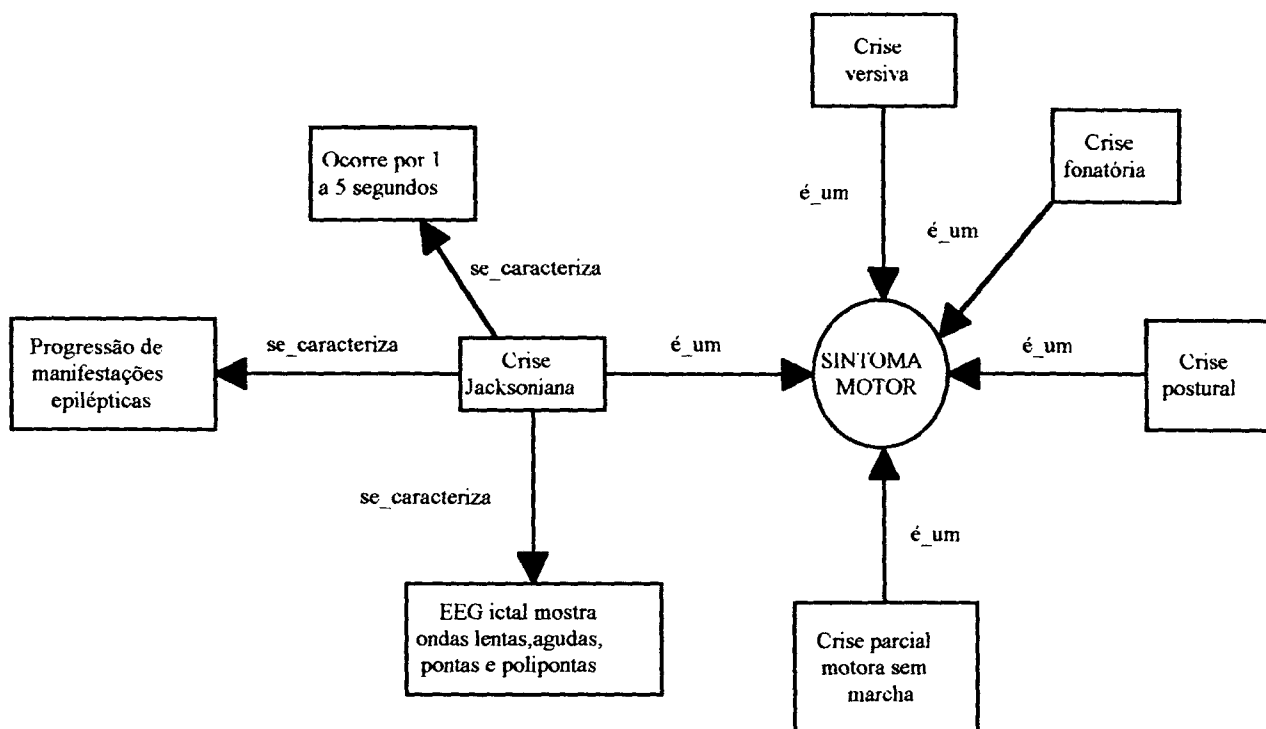 Crise
versiva
Ocorre por 1
a 5 segundos
Crise
fonatória
é_um
é_um
se_caracteriza
Progressão de
manifestações
epilépticas
se_caracteriza
Crise
Jacksoniana
é_um
SINTOMA
MOTOR
é_um
Crise
postural
se_caracteriza
é_um
EEG ictal mostra
ondas lentas,agudas,
pontas e polipontas
Crise parcial
motora sem
marcha